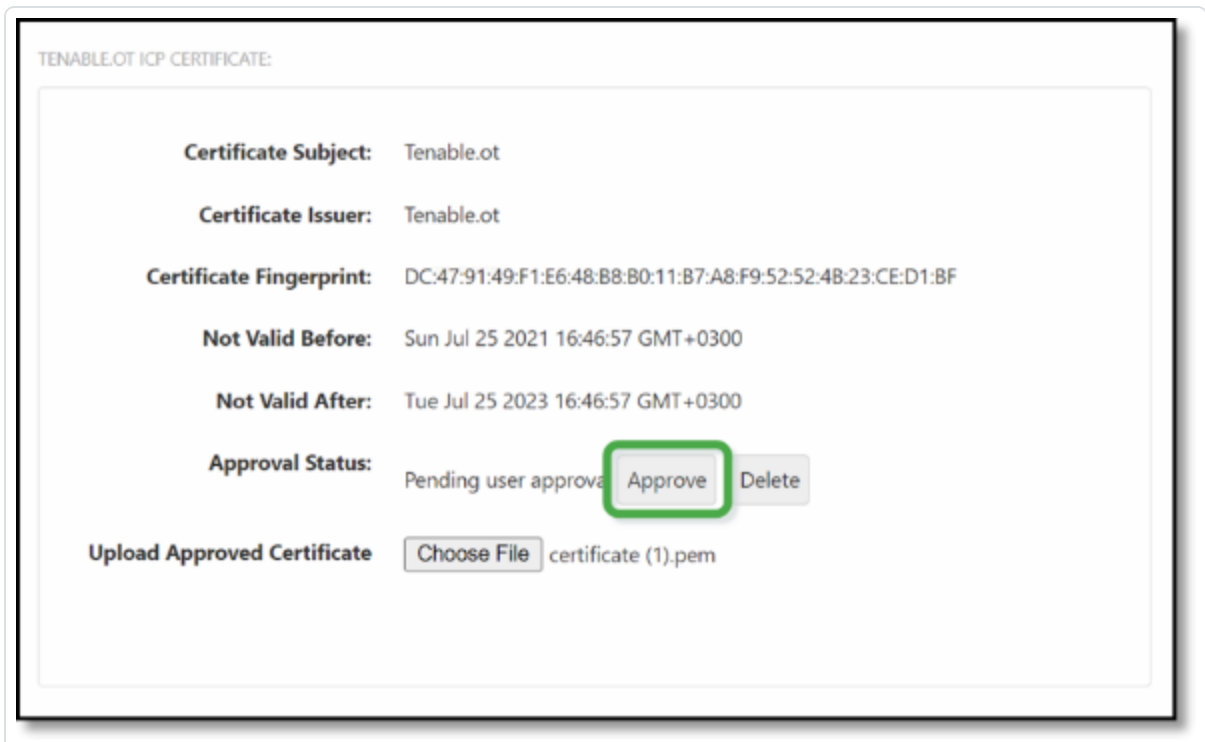 TENABLE.OT ICP CERTIFICATE:
Certificate Subject: Tenable.ot
Certificate Issuer: Tenable.ot
Certificate Fingerprint: DC:47:91:49:F1:E6:48:B8:B0:11:B7:A8:F9:52:52:4B:23:CE:D1:BF
Not Valid Before: Sun Jul 25 2021 16:46:57 GMT+0300
Not Valid After: Tue Jul 25 2023 16:46:57 GMT+0300
Approval Status: Pending user approva Approve Delete
Upload Approved Certificate Choose File certificate (1).pem